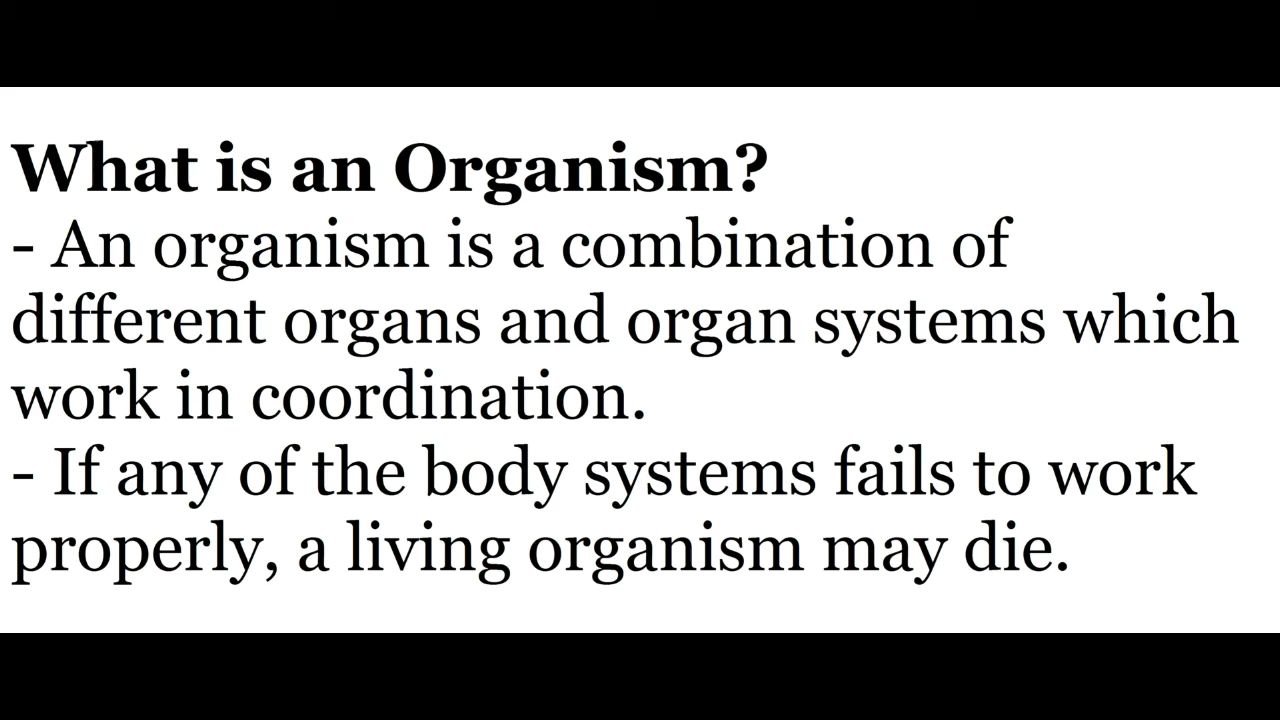 What is an Organism?
- An organism is a combination of
different organs and organ systems which
work in coordination.
- If any of the body systems fails to work
properly, a living organism may die.